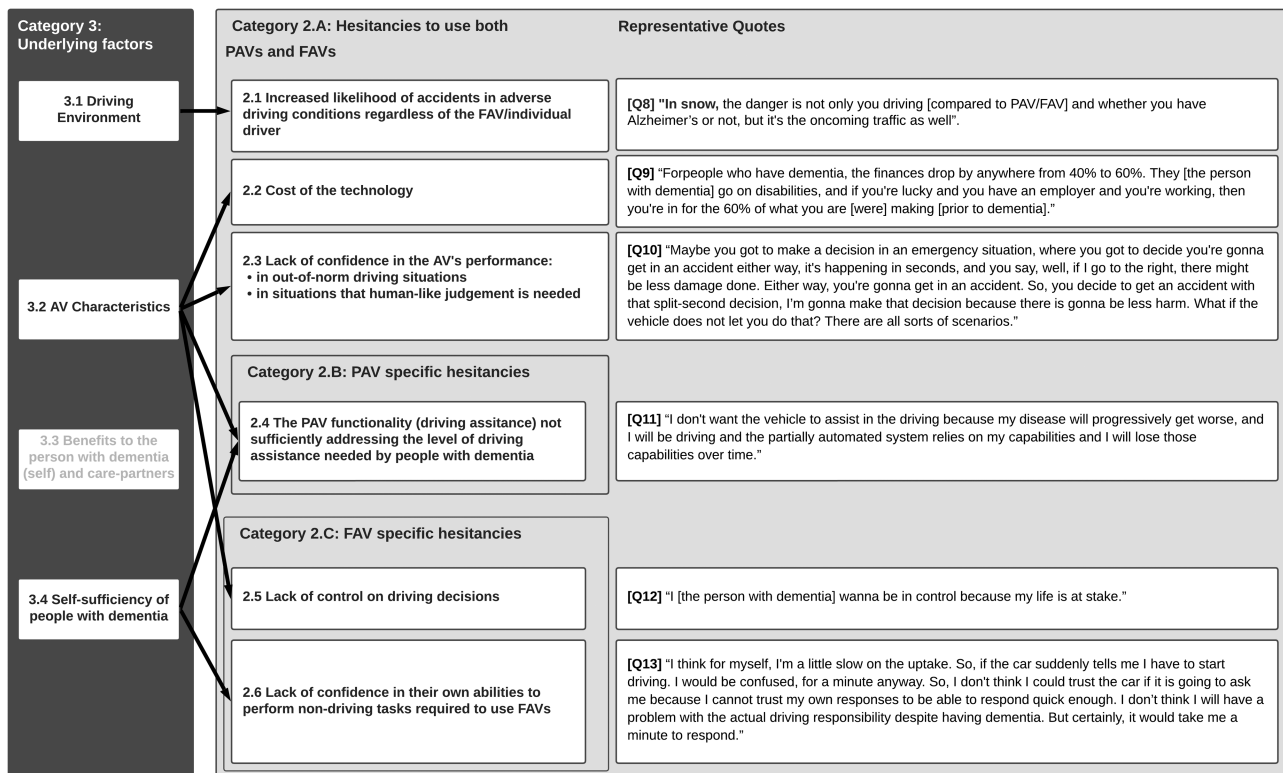 Category 3:
Underlying factors
3.1 Driving
Environment
3.2 AV Characteristics
3.3 Benefits to the
person with dementia
(self) and care-partners
3.4 Self-sufficiency of
people with dementia
Category 2.A: Hesitancies to use both
PAVs and FAVs
Representative Quotes
2.1 Increased likelihood of accidents in adverse
driving conditions regardless of the FAV/individual
driver
[Q8] "In snow, the danger is not only you driving [compared to PAV/FAV] and whether you have
Alzheimer’s or not, but it's the oncoming traffic as well”.
2.2 Cost of the technology
[Q9] “Forpeople who have dementia, the finances drop by anywhere from 40% to 60%. They [the person
with dementia] go on disabilities, and if you're lucky and you have an employer and you're working, then
you're in for the 60% of what you are [were] making [prior to dementia].”
2.3 Lack of confidence in the AV's performance:
• in out-of-norm driving situations
• in situations that human-like judgement is needed
[Q10] “Maybe you got to make a decision in an emergency situation, where you got to decide you're gonna
get in an accident either way, it's happening in seconds, and you say, well, if I go to the right, there might
be less damage done. Either way, you're gonna get in an accident. So, you decide to get an accident with
that split-second decision, I’m gonna make that decision because there is gonna be less harm. What if the
vehicle does not let you do that? There are all sorts of scenarios.”
Category 2.B: PAV specific hesitancies
2.4 The PAV functionality (driving assitance) not
sufficiently addressing the level of driving
assistance needed by people with dementia
[Q11] “I don't want the vehicle to assist in the driving because my disease will progressively get worse, and
I will be driving and the partially automated system relies on my capabilities and I will lose those
capabilities over time.”
Category 2.C: FAV specific hesitancies
2.5 Lack of control on driving decisions
[Q12] “I [the person with dementia] wanna be in control because my life is at stake.”
2.6 Lack of confidence in their own abilities to
perform non-driving tasks required to use FAVs
[Q13] “I think for myself, I'm a little slow on the uptake. So, if the car suddenly tells me I have to start
driving. I would be confused, for a minute anyway. So, I don't think I could trust the car if it is going to ask
me because I cannot trust my own responses to be able to respond quick enough. I don’t think I will have a
problem with the actual driving responsibility despite having dementia. But certainly, it would take me a
minute to respond.”